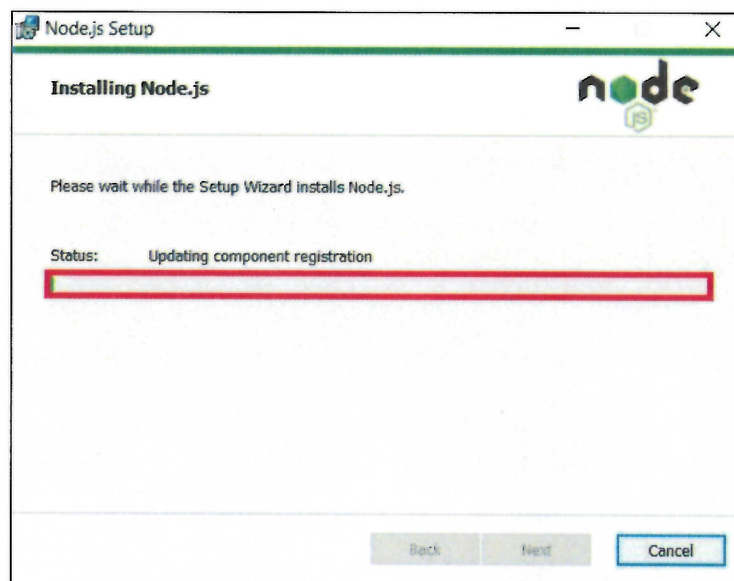 Node.js Setup
Installing Node.js
node
JS
Please wait while the Setup Wizard installs Node.js.
Status: Updating component registration
Back Next Cancel